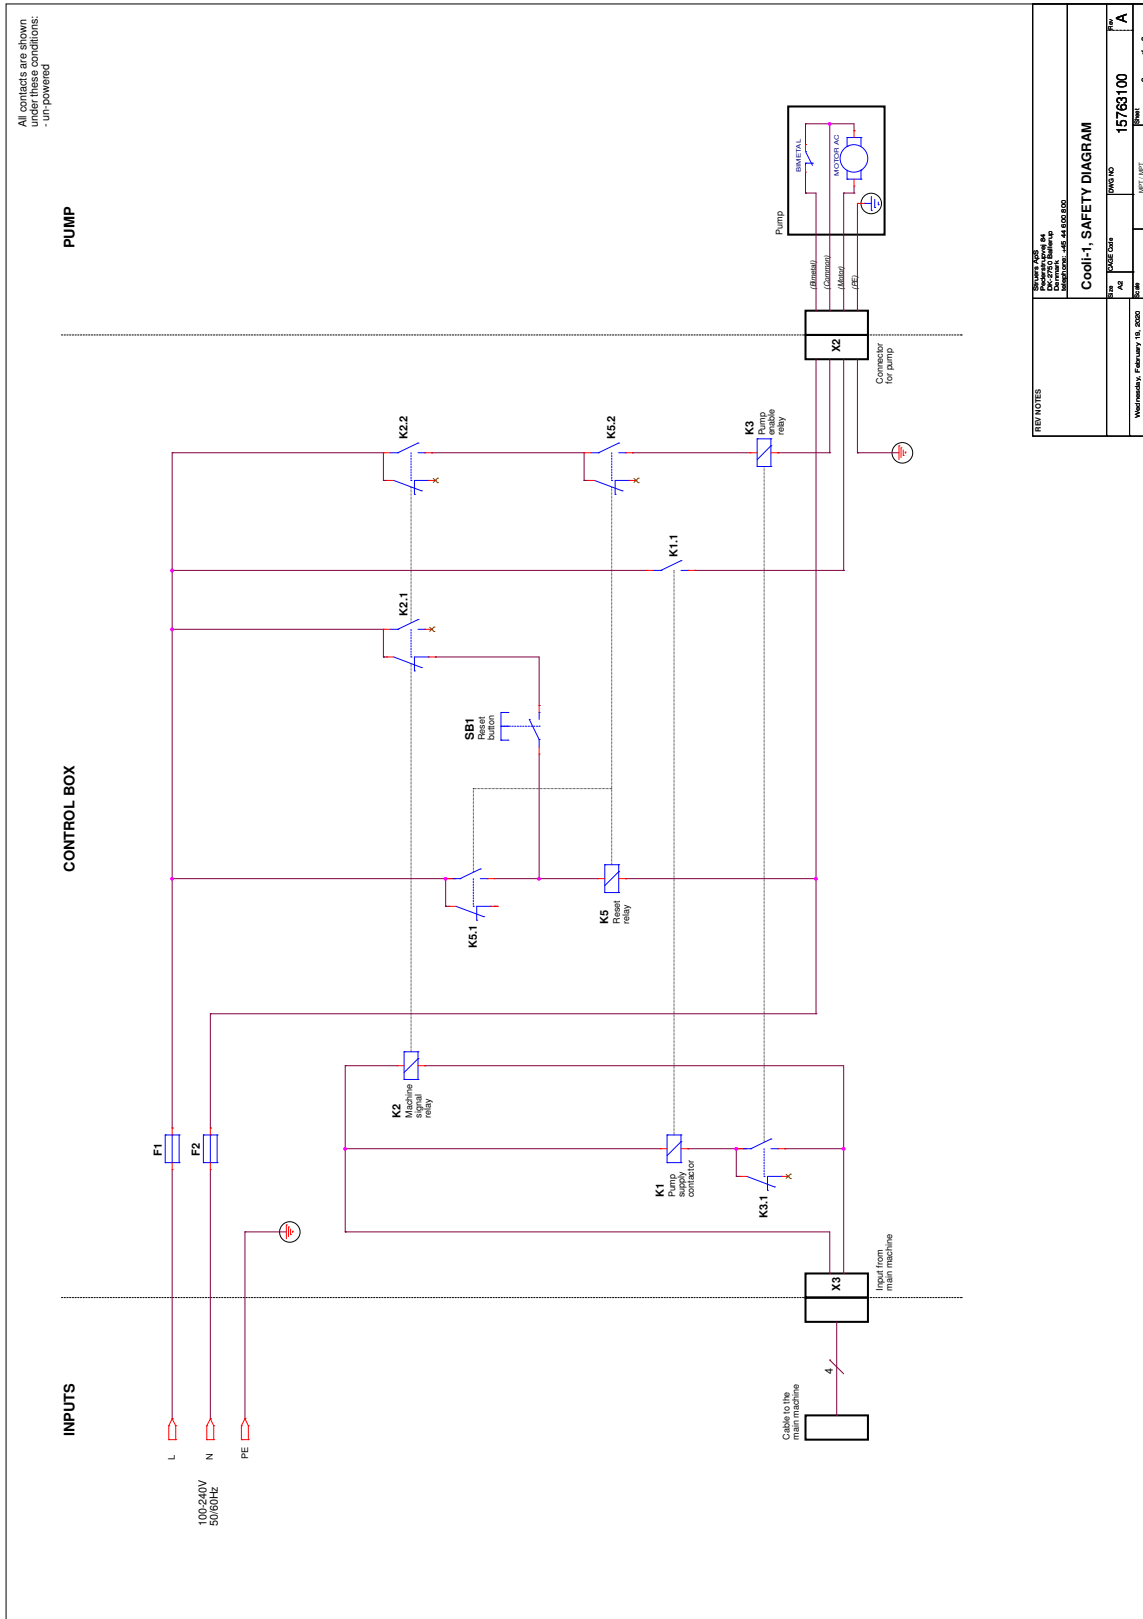 All contacts are shown
under these conditions:
- un-powered
INPUTS
CONTROL BOX
PUMP
L
N
PE
100-240V
50/60Hz
F1
F2
K2
Machine
signal
relay
K1
Pump
supply
contactor
K3.1
K5.1
K5
Reset
relay
SB1
Reset
button
K2.1
K1.1
K2.2
K5.2
K3
Pump
enable
relay
Cable to the
main machine
4
X3
Input from
main machine
X2
Connector
for pump
(Bimetal)
(Common)
(Motor)
(PE)
Pump
BIMETAL
MOTOR AC
REV NOTES
Struers ApS
Pederstrupvej 84
DK-2750 Ballerup
Denmark
telephone: +45 44 600 800
Cooli-1, SAFETY DIAGRAM
Size
A2
CAGE Code
DWG NO
15763100
Rev
A
Wednesday, February 19, 2020
Scale
MPT / MPT
Sheet